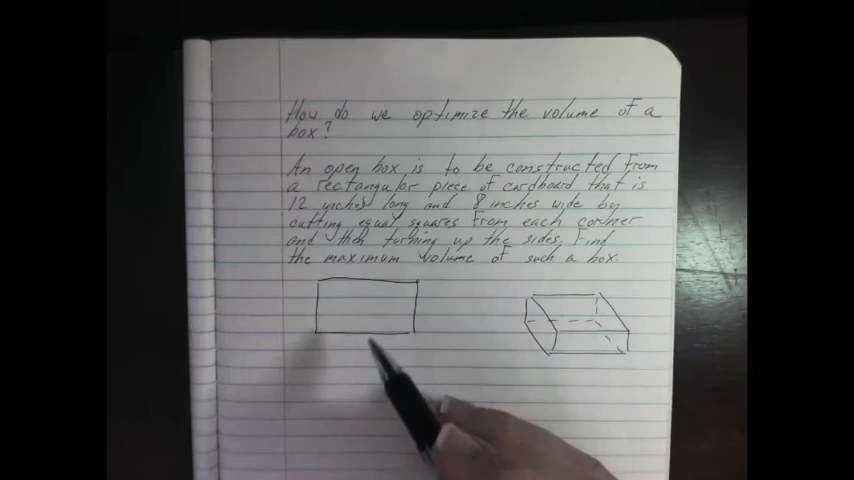 How do we optimize the volume of a
box?
An open box is to be constructed from
a rectangular piece of cardboard that is
12 inches long and 8 inches wide by
cutting equal squares from each corner
and then turning up the sides. Find
the maximum volume of such a box.